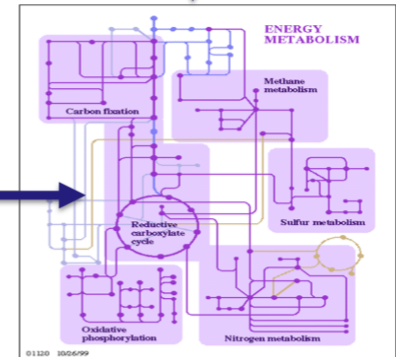 ENERGY
METABOLISM
Methane
metabolism
Carbon fixation
Reductive
carboxylate
cycle
Sulfur metabolism
Oxidative
phosphorylation
Nitrogen metabolism
01120 10/26/99